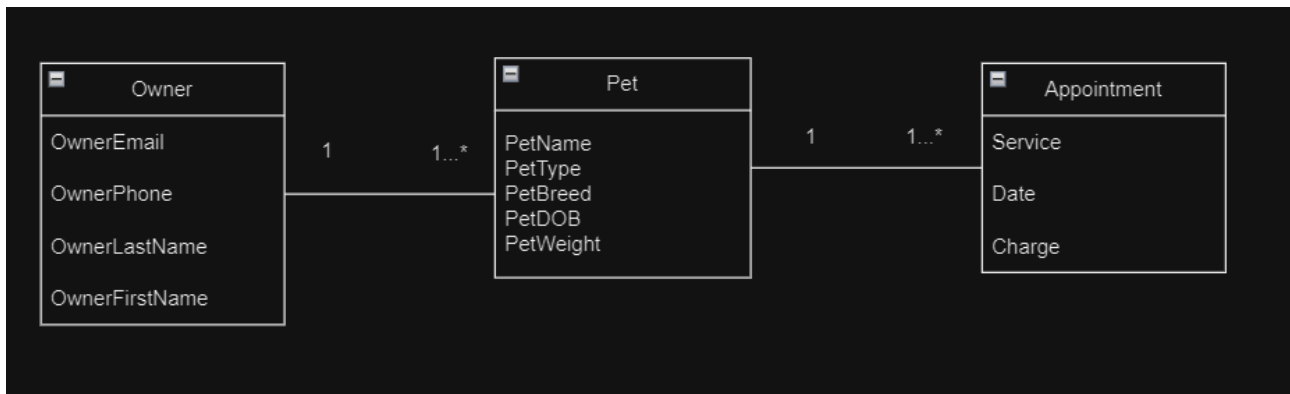 Owner
OwnerEmail
OwnerPhone
OwnerLastName
OwnerFirstName
1
1...*
Pet
PetName
PetType
PetBreed
PetDOB
PetWeight
1
1...*
Appointment
Service
Date
Charge